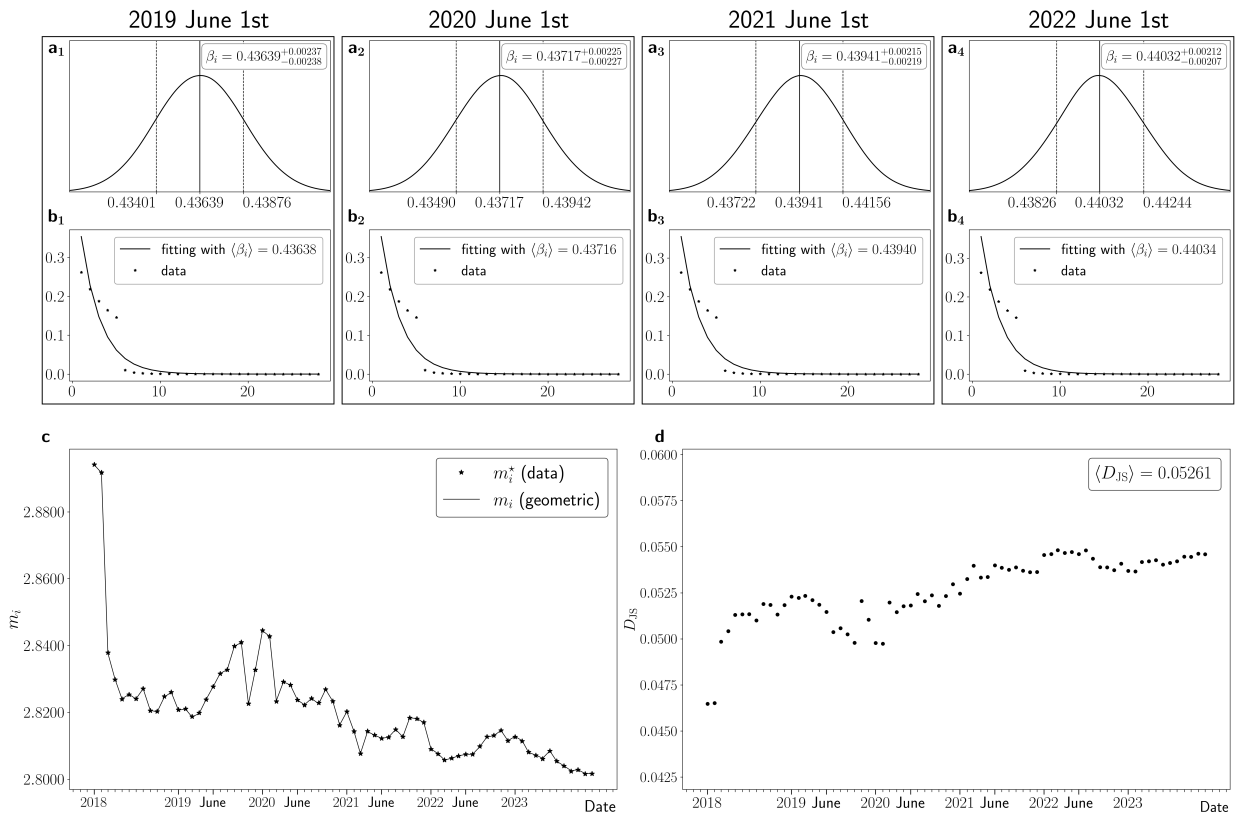 2019 June 1st 2020 June 1st 2021 June 1st 2022 June 1st
a₁ βᵢ = 0.43639 +0.00237 −0.00238 a₂ βᵢ = 0.43717 +0.00225 −0.00227 a₃ βᵢ = 0.43941 +0.00215 −0.00219 a₄ βᵢ = 0.44032 +0.00212 −0.00207
0.43401 0.43639 0.43876 0.43490 0.43717 0.43942 0.43722 0.43941 0.44156 0.43826 0.44032 0.44244
b₁ b₂ b₃ b₄
fitting with ⟨βᵢ⟩ = 0.43638 fitting with ⟨βᵢ⟩ = 0.43716 fitting with ⟨βᵢ⟩ = 0.43940 fitting with ⟨βᵢ⟩ = 0.44034
data data data data
0.3 0.3 0.3 0.3
0.2 0.2 0.2 0.2
0.1 0.1 0.1 0.1
0.0 0.0 0.0 0.0
0 10 20 0 10 20 0 10 20 0 10 20
c
mᵢ* (data)
mᵢ (geometric)
2.8800
2.8600
2.8400
2.8200
2.8000
mᵢ
2018 2019 June 2020 June 2021 June 2022 June 2023
Date
d
⟨D_JS⟩ = 0.05261
0.0600
0.0575
0.0550
0.0525
0.0500
0.0475
0.0450
0.0425
D_JS
2018 2019 June 2020 June 2021 June 2022 June 2023
Date